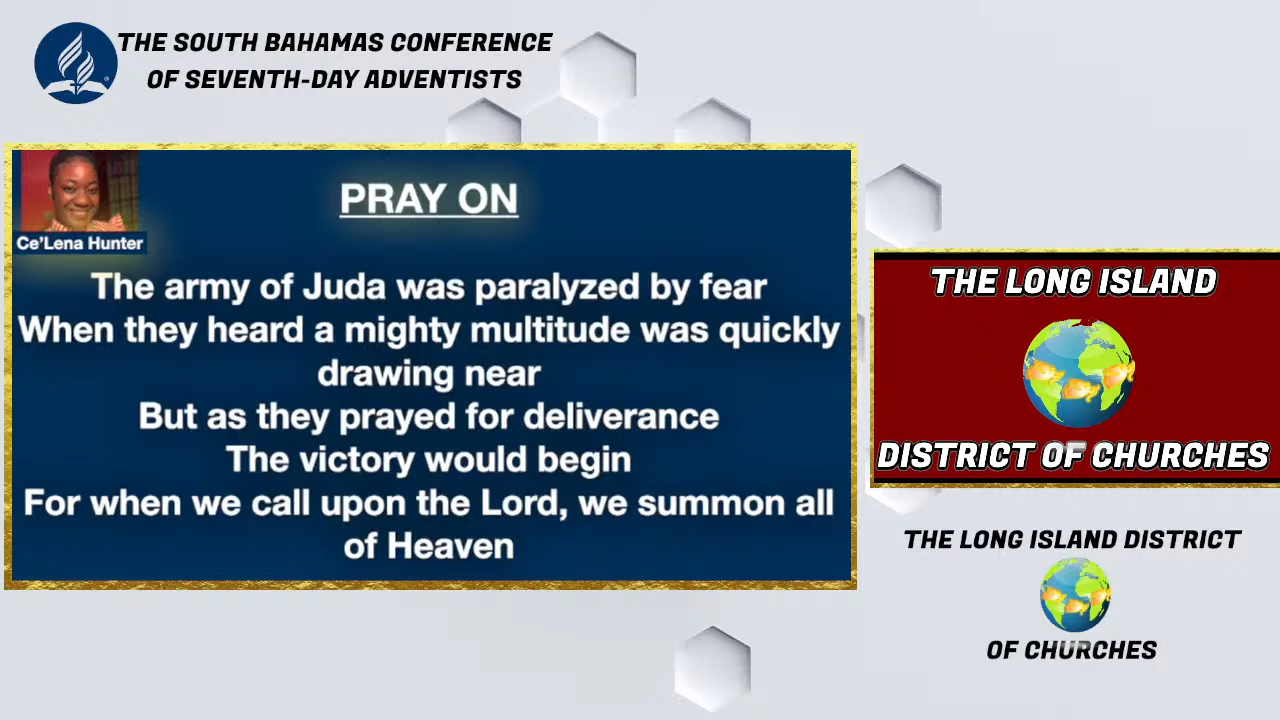 THE SOUTH BAHAMAS CONFERENCE
OF SEVENTH-DAY ADVENTISTS
Ce'Lena Hunter
PRAY ON
The army of Juda was paralyzed by fear
When they heard a mighty multitude was quickly
drawing near
But as they prayed for deliverance
The victory would begin
For when we call upon the Lord, we summon all
of Heaven
THE LONG ISLAND
DISTRICT OF CHURCHES
THE LONG ISLAND DISTRICT
OF CHURCHES